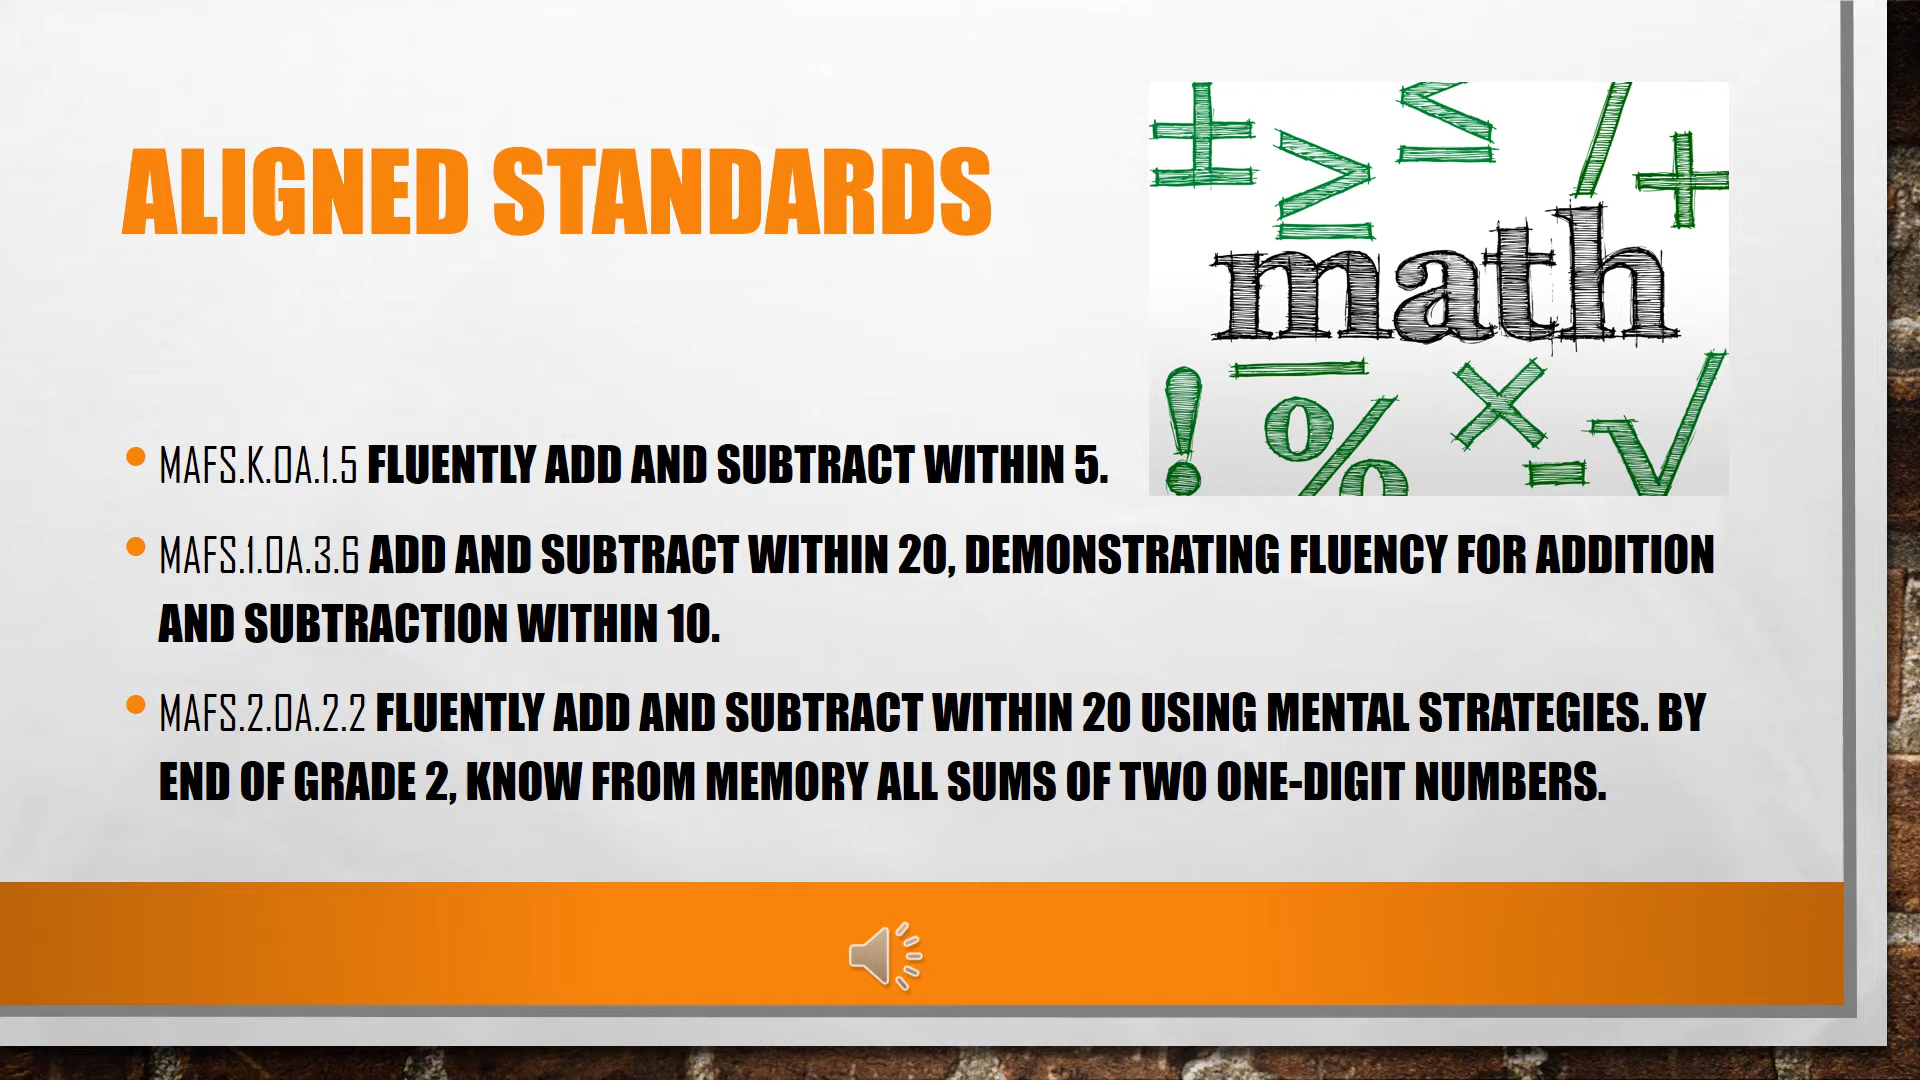 ALIGNED STANDARDS
± ≥ ≤ / +
math
! — % × = √
• MAFS.K.OA.1.5 FLUENTLY ADD AND SUBTRACT WITHIN 5.
• MAFS.1.OA.3.6 ADD AND SUBTRACT WITHIN 20, DEMONSTRATING FLUENCY FOR ADDITION
AND SUBTRACTION WITHIN 10.
• MAFS.2.OA.2.2 FLUENTLY ADD AND SUBTRACT WITHIN 20 USING MENTAL STRATEGIES. BY
END OF GRADE 2, KNOW FROM MEMORY ALL SUMS OF TWO ONE-DIGIT NUMBERS.